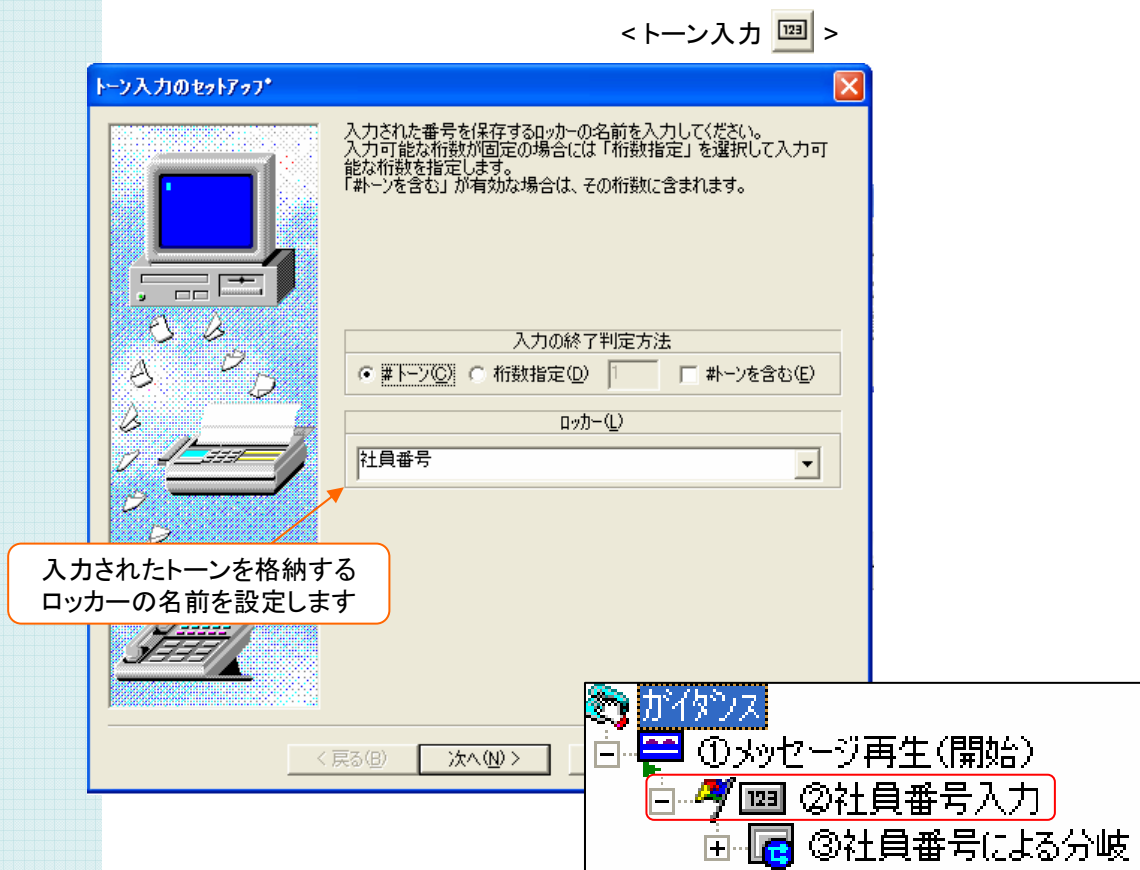 <トーン入力 123 >
トーン入力のセットアップ
入力された番号を保存するロッカーの名前を入力してください。
入力可能な桁数が固定の場合には「桁数指定」を選択して入力可
能な桁数を指定します。
「#トーンを含む」が有効な場合は、その桁数に含まれます。
入力の終了判定方法
#トーン(C) 桁数指定(D) 1 #トーンを含む(E)
ロッカー(L)
社員番号
入力されたトーンを格納する
ロッカーの名前を設定します
< 戻る(B) 次へ(N) >
ガイダンス
①メッセージ再生(開始)
123 ②社員番号入力
③社員番号による分岐